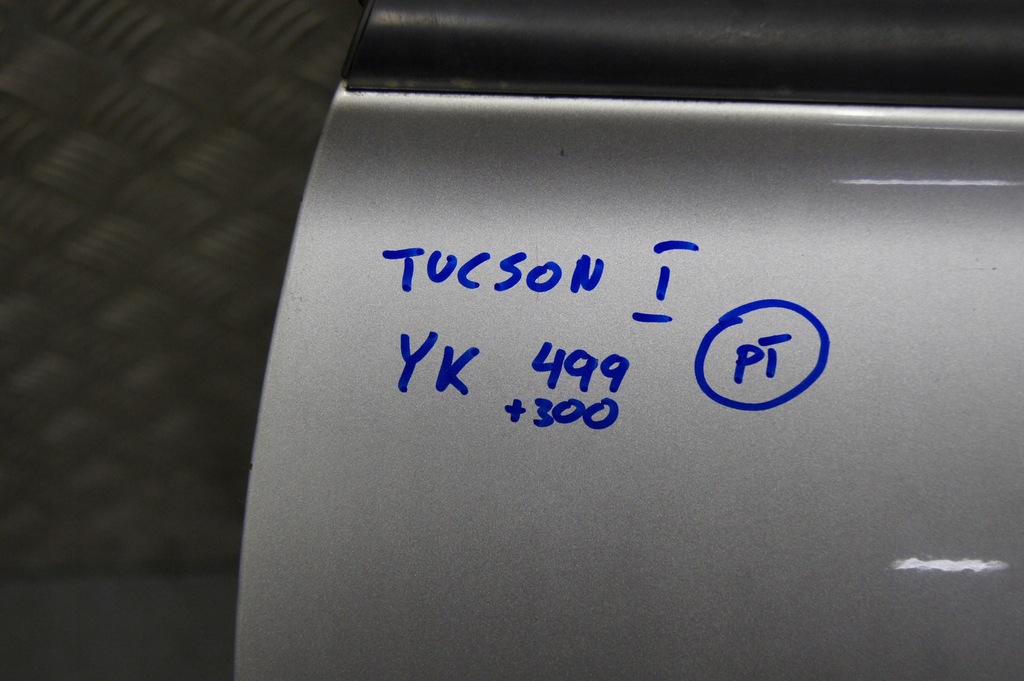 TUCSON I
YK 499
+300
PT